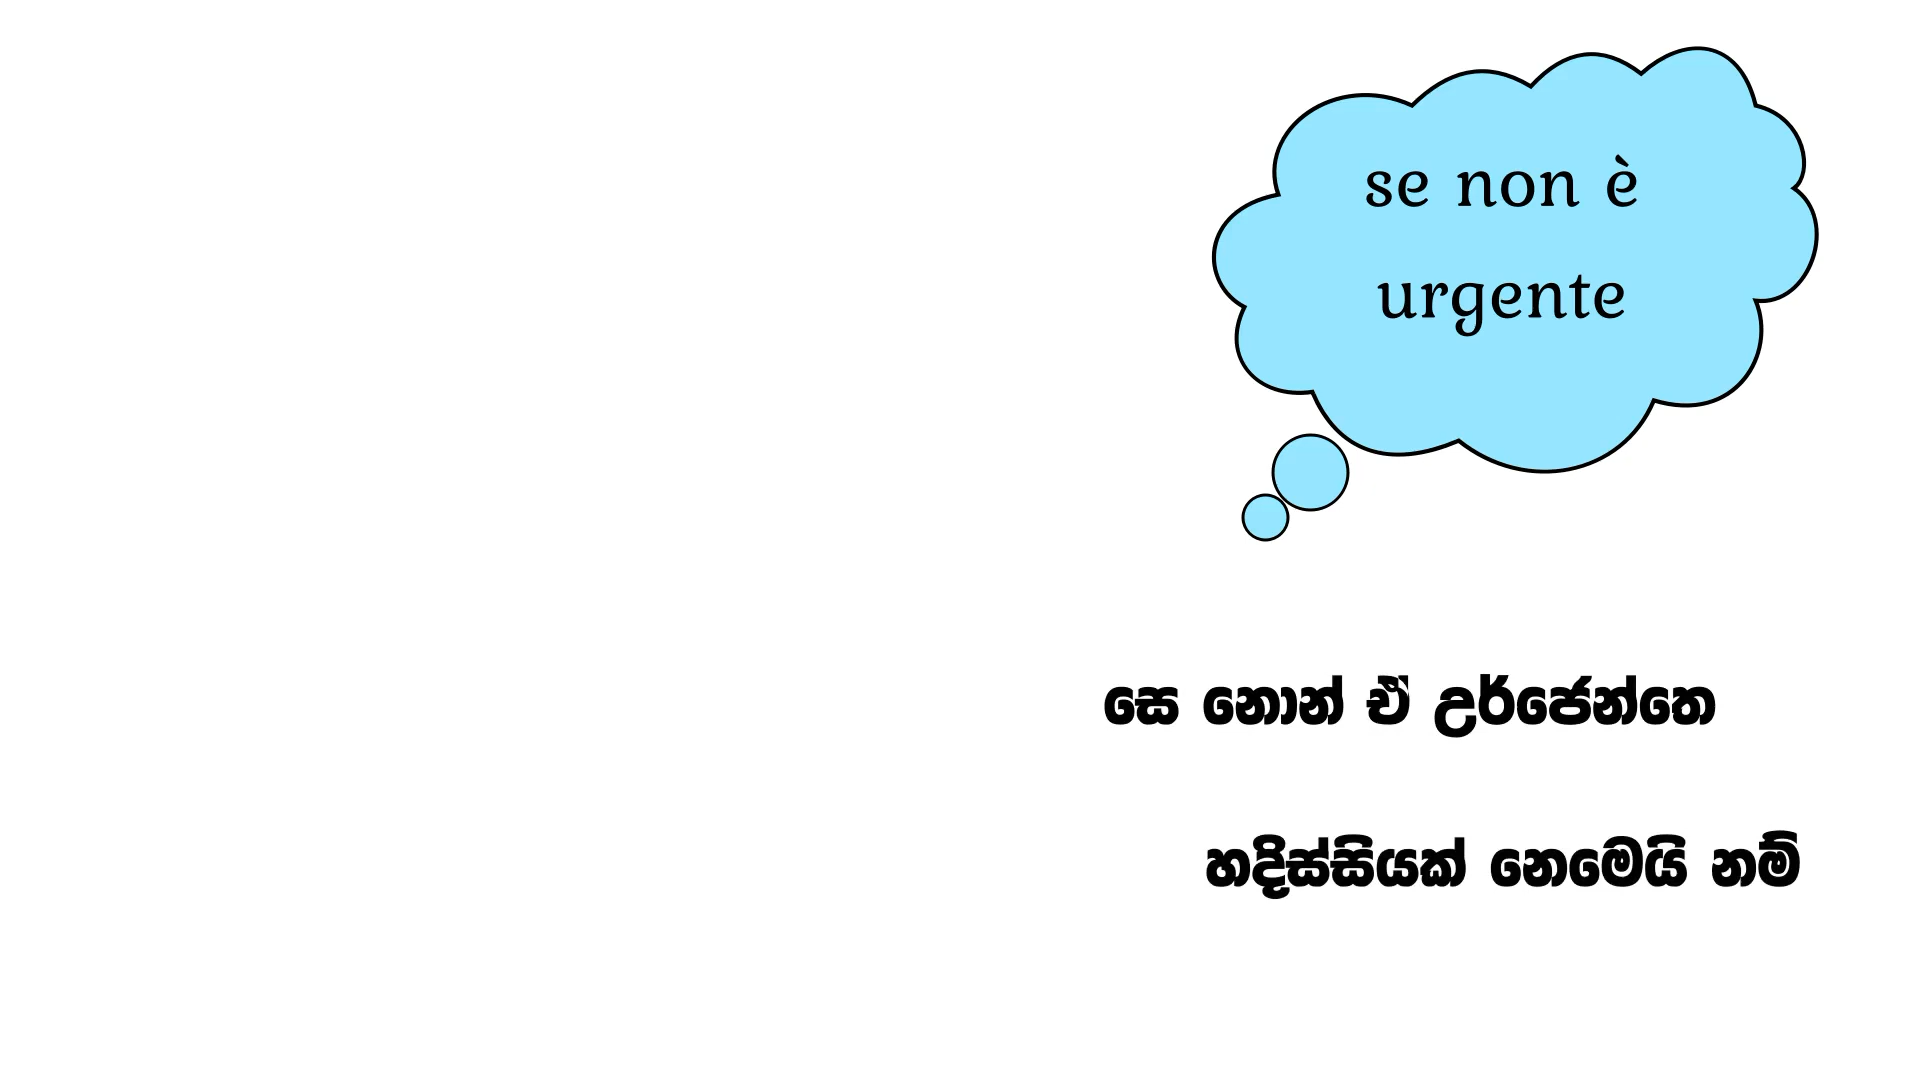 se non è
urgente
සෙ නොන් ඒ උර්ජෙන්තෙ
හදිස්සියක් නෙමෙයි නම්